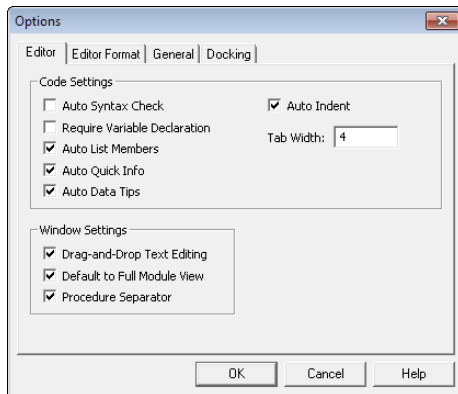 Options
Editor Editor Format General Docking
Code Settings
Auto Syntax Check
Require Variable Declaration
Auto List Members
Auto Quick Info
Auto Data Tips
Auto Indent
Tab Width: 4
Window Settings
Drag-and-Drop Text Editing
Default to Full Module View
Procedure Separator
OK Cancel Help